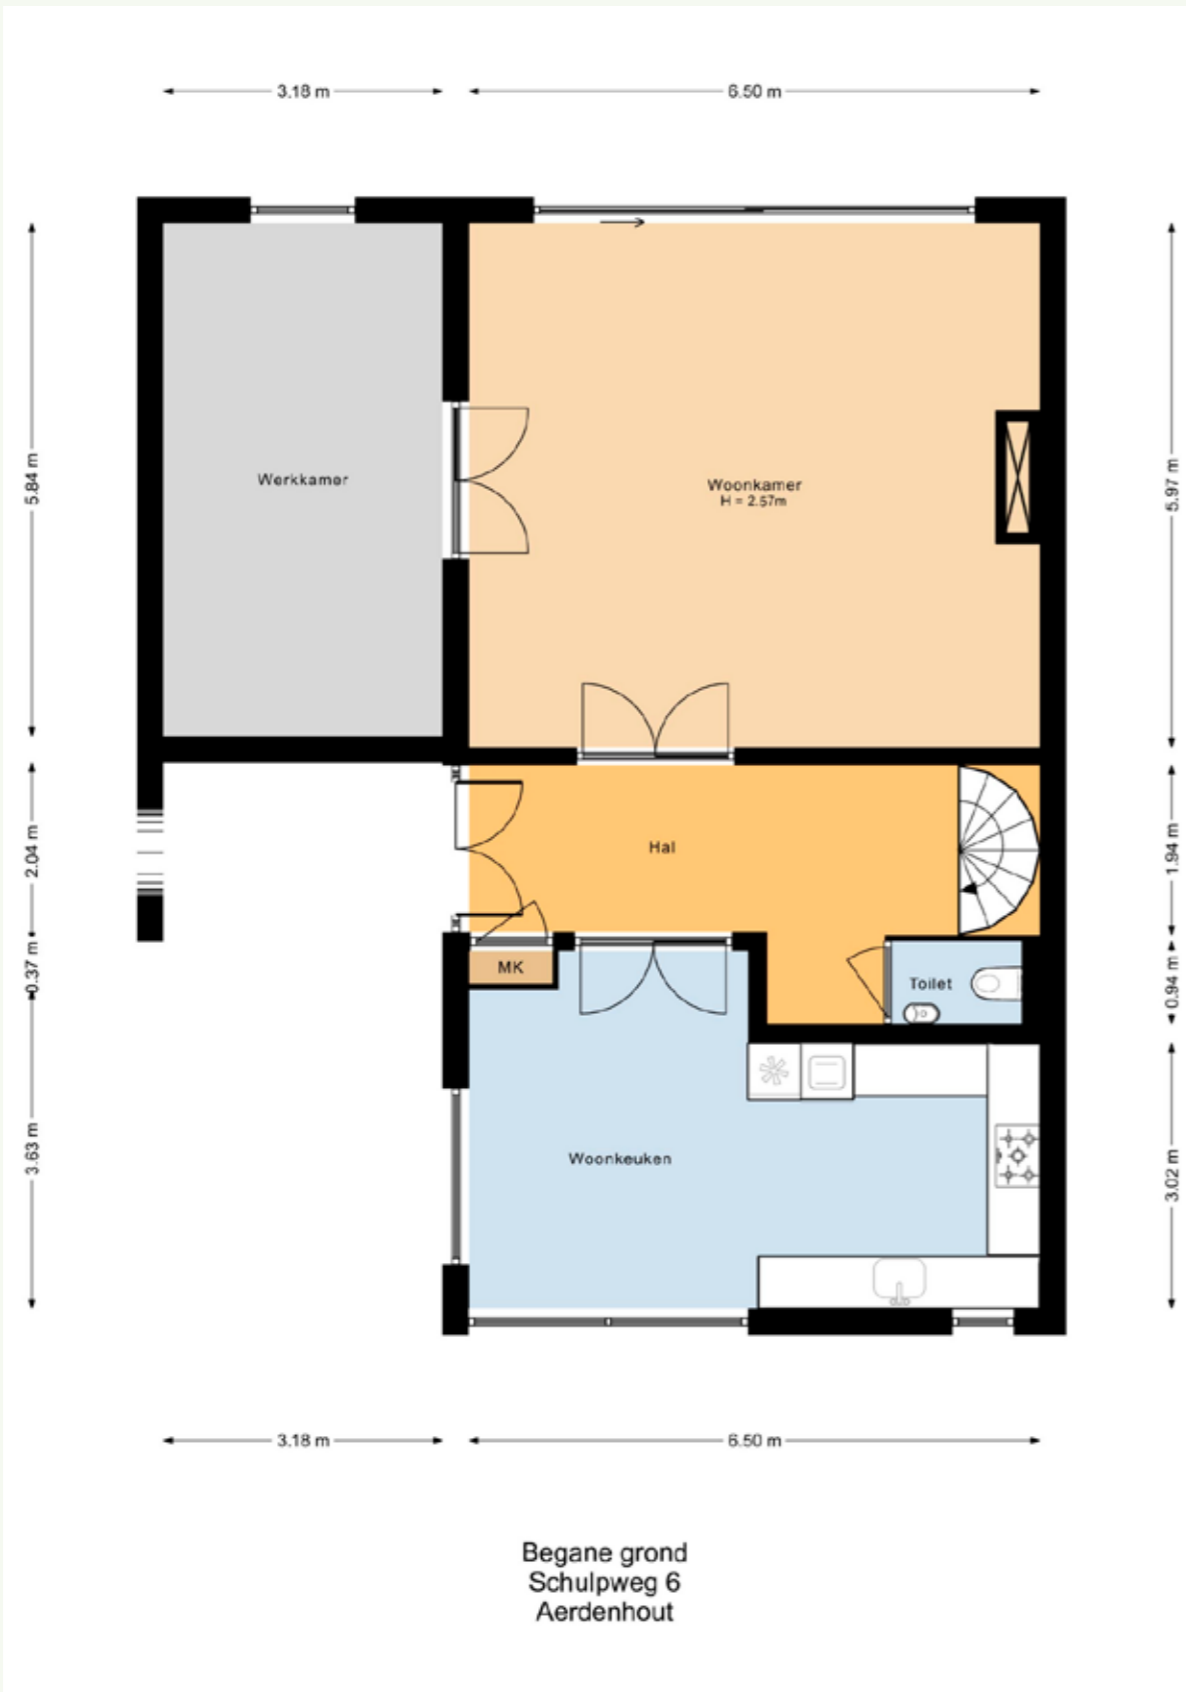 3.18 m
6.50 m
5.84 m
5.97 m
Werkkamer
Woonkamer
H = 2.57m
2.04 m
1.94 m
Hal
0.37 m
MK
Toilet
0.94 m
3.63 m
Woonkeuken
3.02 m
3.18 m
6.50 m
Begane grond
Schulpweg 6
Aerdenhout